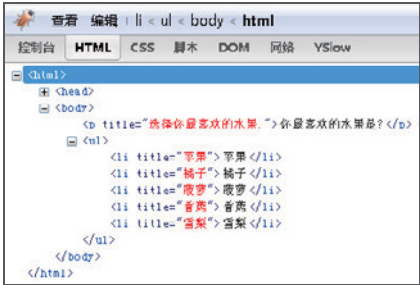 查看 编辑 li < ul < body < html
控制台 HTML CSS 脚本 DOM 网络 YSlow
<html>
<head>
<body>
<p title="选择你最喜欢的水果.">你最喜欢的水果是?</p>
<ul>
<li title="苹果">苹果</li>
<li title="橘子">橘子</li>
<li title="菠萝">菠萝</li>
<li title="香蕉">香蕉</li>
<li title="雪梨">雪梨</li>
</ul>
</body>
</html>